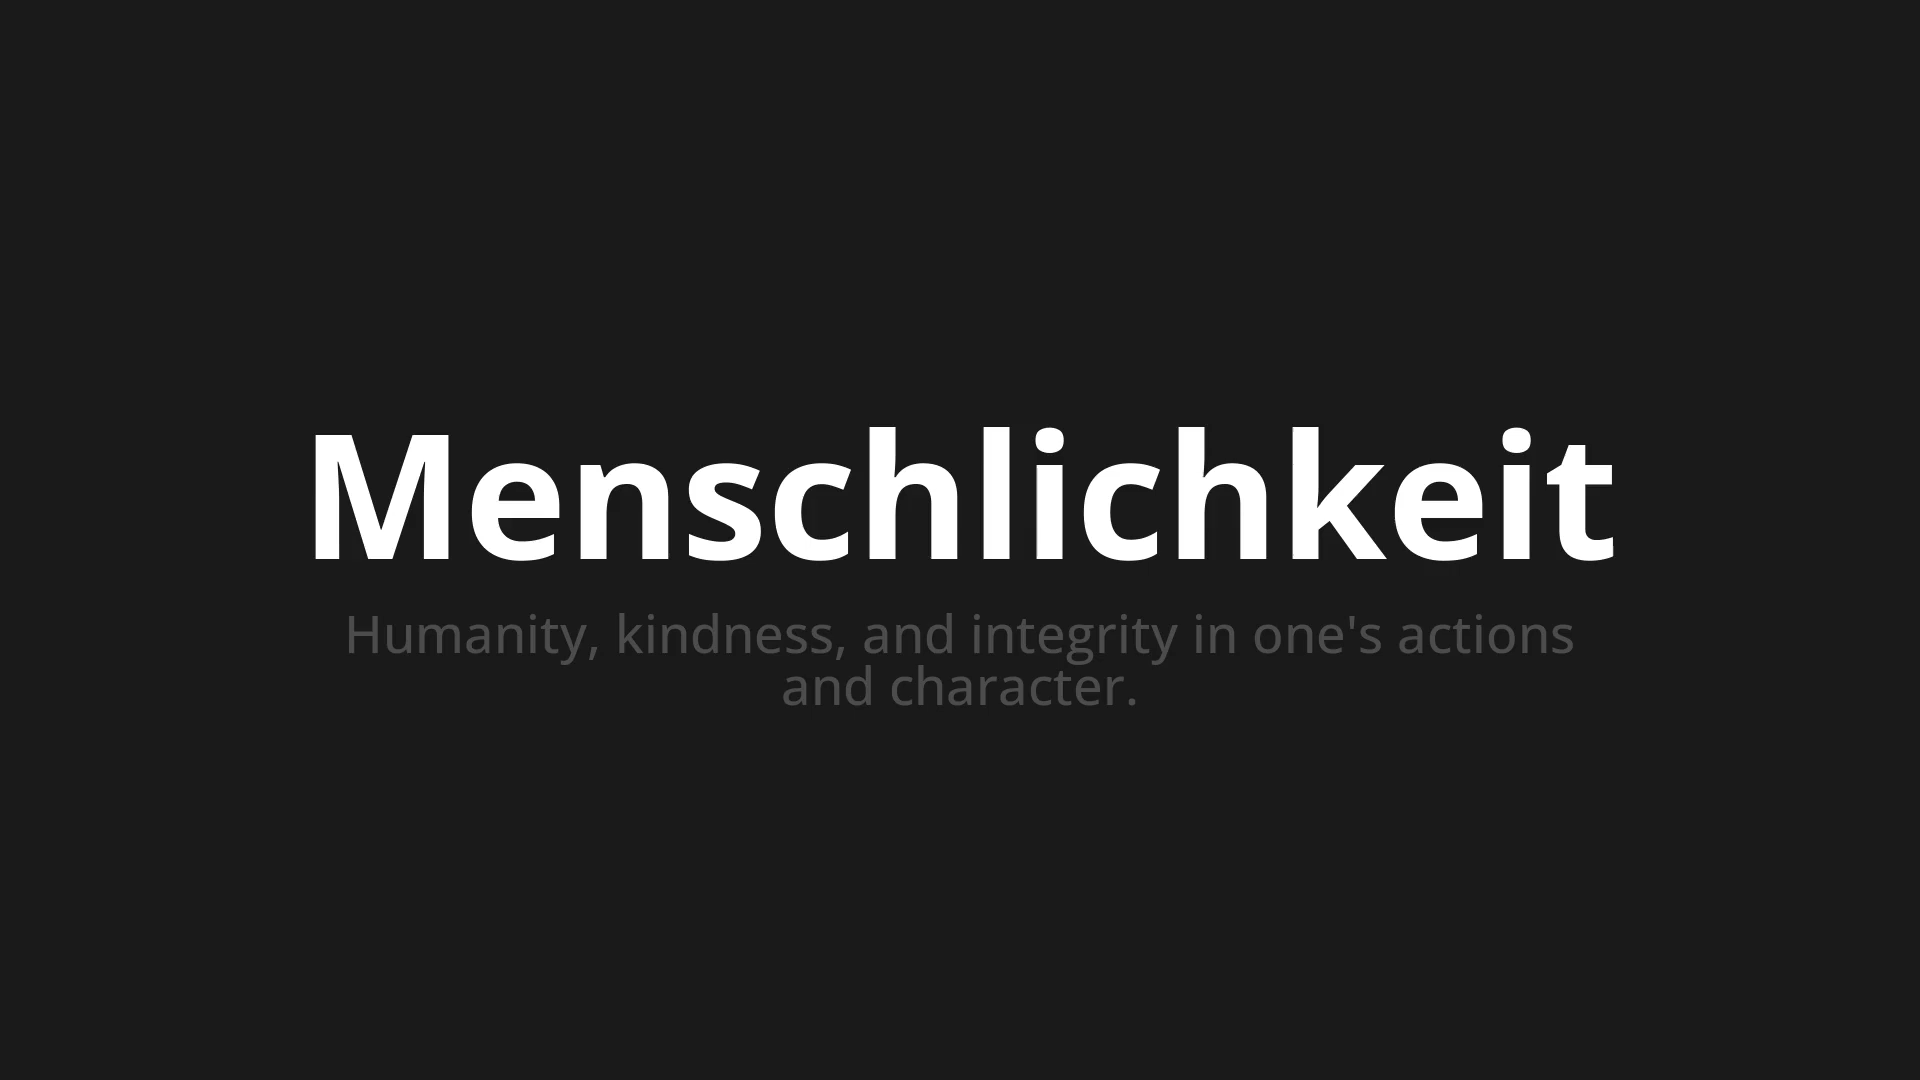 Menschlichkeit
Humanity, kindness, and integrity in one's actions
and character.